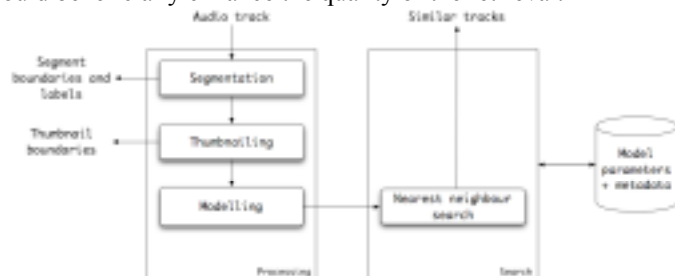 Audio track
Similar tracks
Segment
boundaries and
labels
Segmentation
Thumbnail
boundaries
Thumbnailing
Modelling
Nearest neighbour
search
Model
parameters
+ metadata
Processing
Search